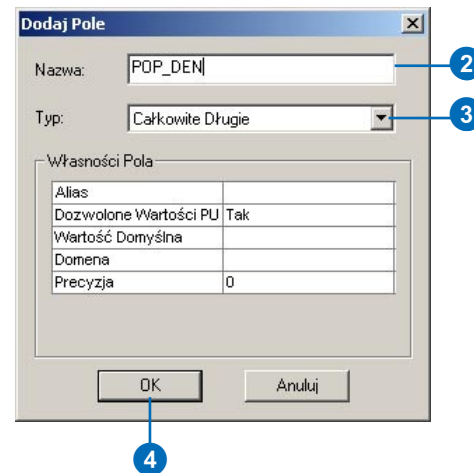 Dodaj Pole
Nazwa: POP_DEN 2
Typ: Całkowite Długie 3
Własności Pola
Alias
Dozwolone Wartości PU Tak
Wartość Domyślna
Domena
Precyzja 0
OK Anuluj
4